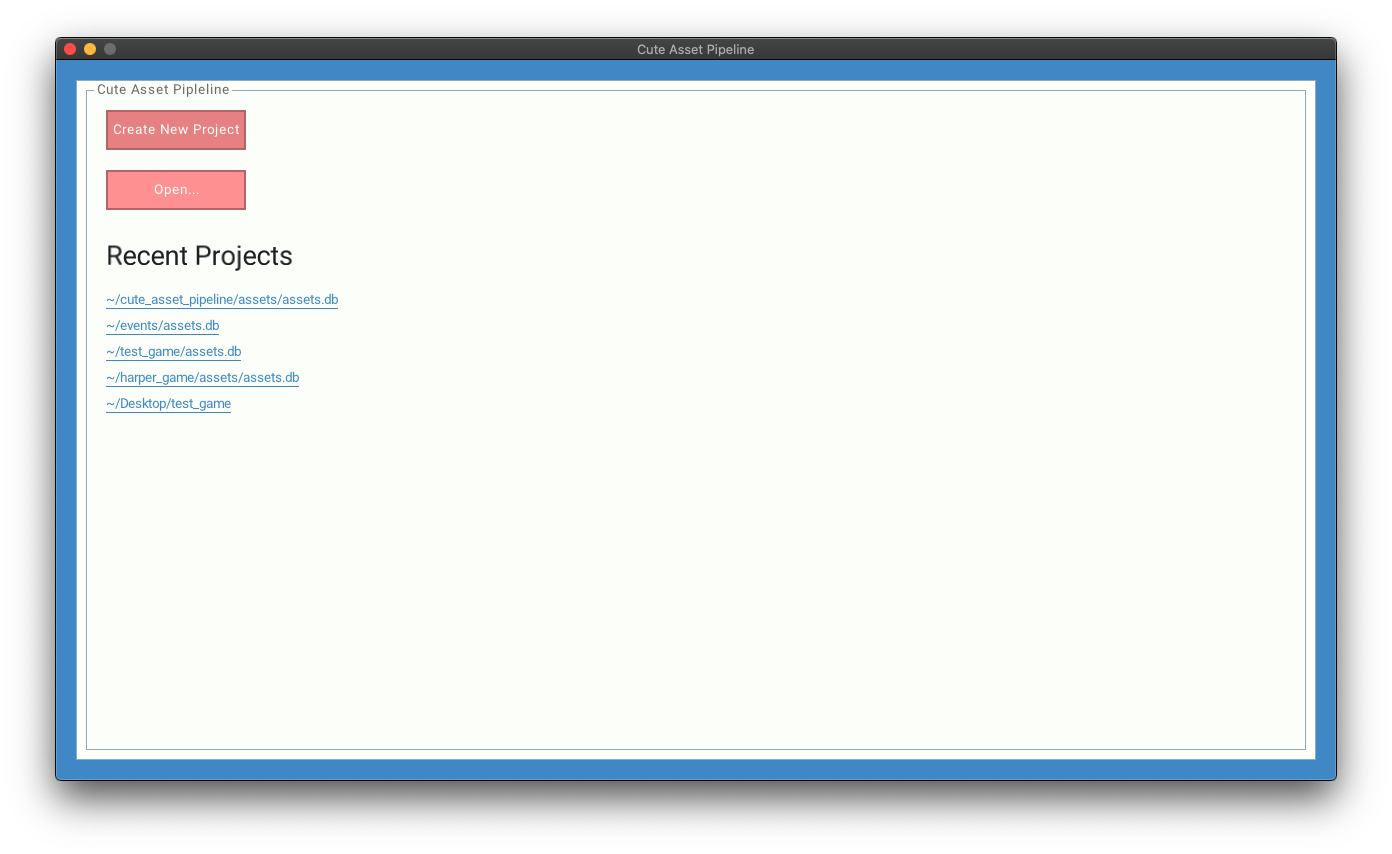 Cute Asset Pipeline
Cute Asset Pipleline
Create New Project
Open...
Recent Projects
~/cute_asset_pipeline/assets/assets.db
~/events/assets.db
~/test_game/assets.db
~/harper_game/assets/assets.db
~/Desktop/test_game